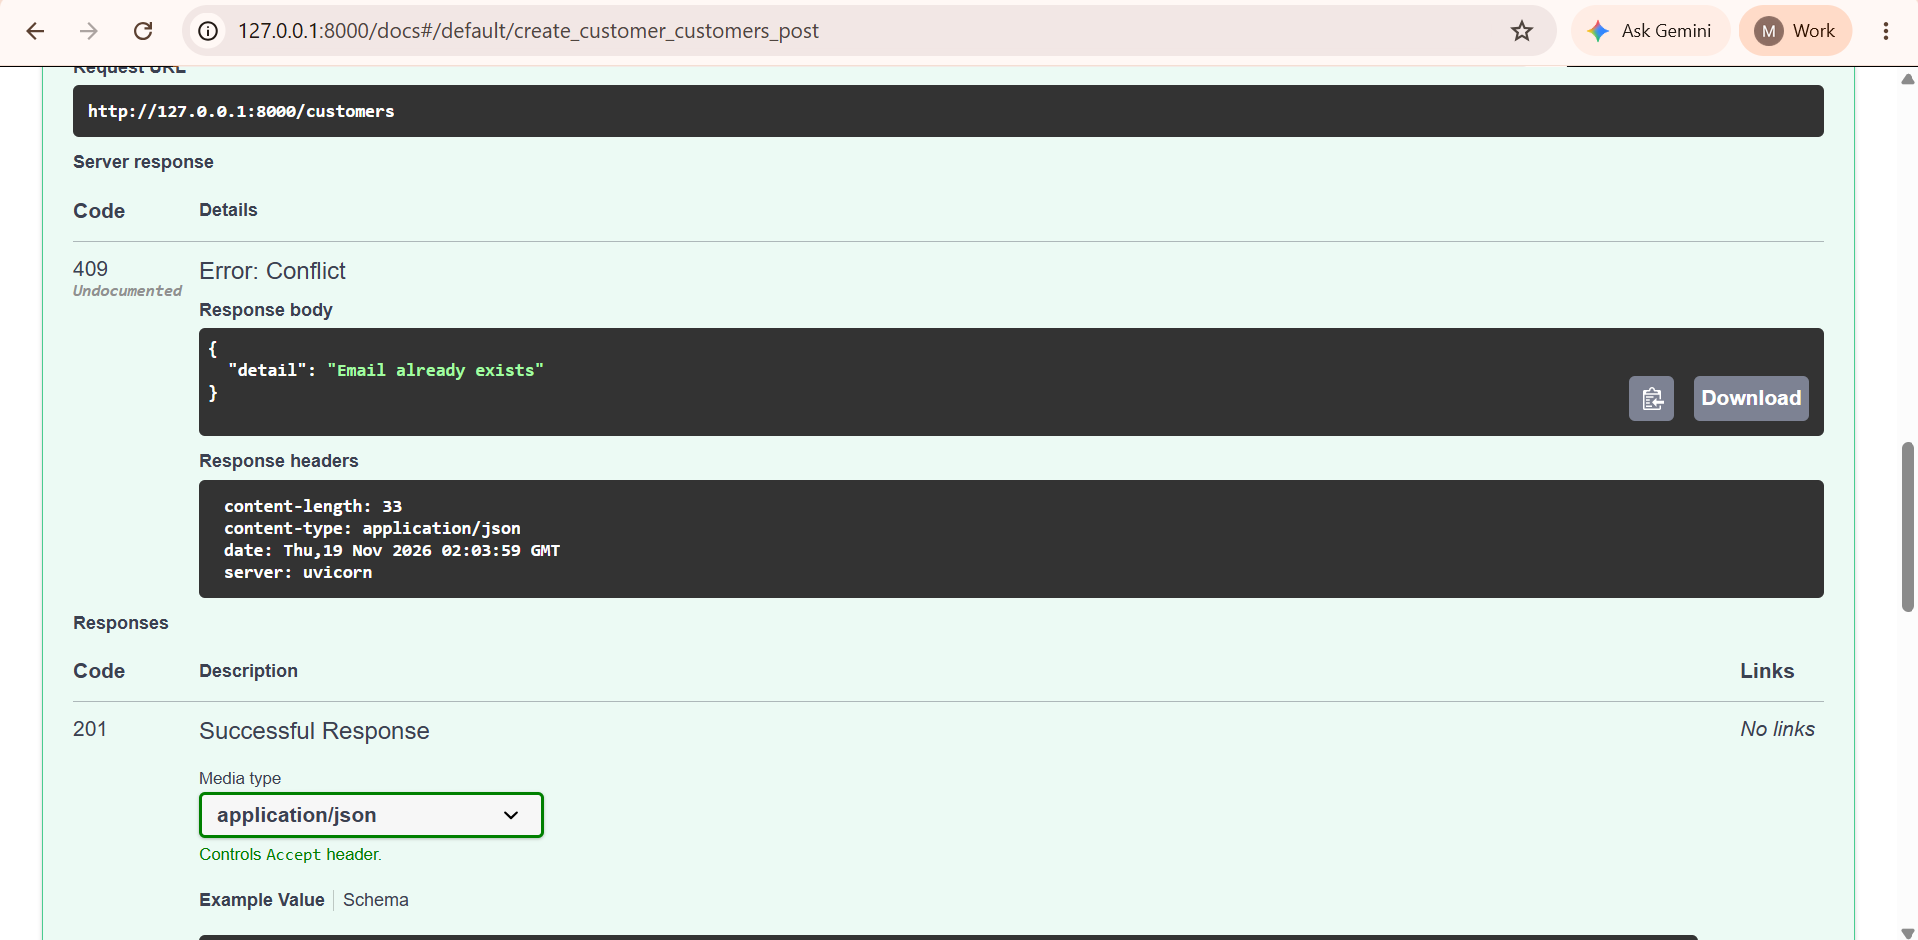 127.0.0.1:8000/docs#/default/create_customer_customers_post
Ask Gemini
M
Work
Request URL
http://127.0.0.1:8000/customers
Server response
Code
Details
409
Undocumented
Error: Conflict
Response body
{
"detail": "Email already exists"
}
Download
Response headers
content-length: 33
content-type: application/json
date: Thu,19 Nov 2026 02:03:59 GMT
server: uvicorn
Responses
Code
Description
Links
201
Successful Response
No links
Media type
application/json
Controls Accept header.
Example Value
Schema